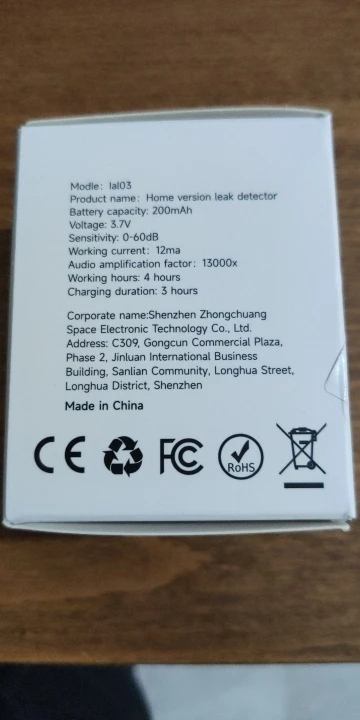 Modle: lal03
Product name: Home version leak detector
Battery capacity: 200mAh
Voltage: 3.7V
Sensitivity: 0-60dB
Working current: 12ma
Audio amplification factor: 13000x
Working hours: 4 hours
Charging duration: 3 hours
Corporate name:Shenzhen Zhongchuang
Space Electronic Technology Co., Ltd.
Address: C309, Gongcun Commercial Plaza,
Phase 2, Jinluan International Business
Building, Sanlian Community, Longhua Street,
Longhua District, Shenzhen
Made in China
CE FC RoHS